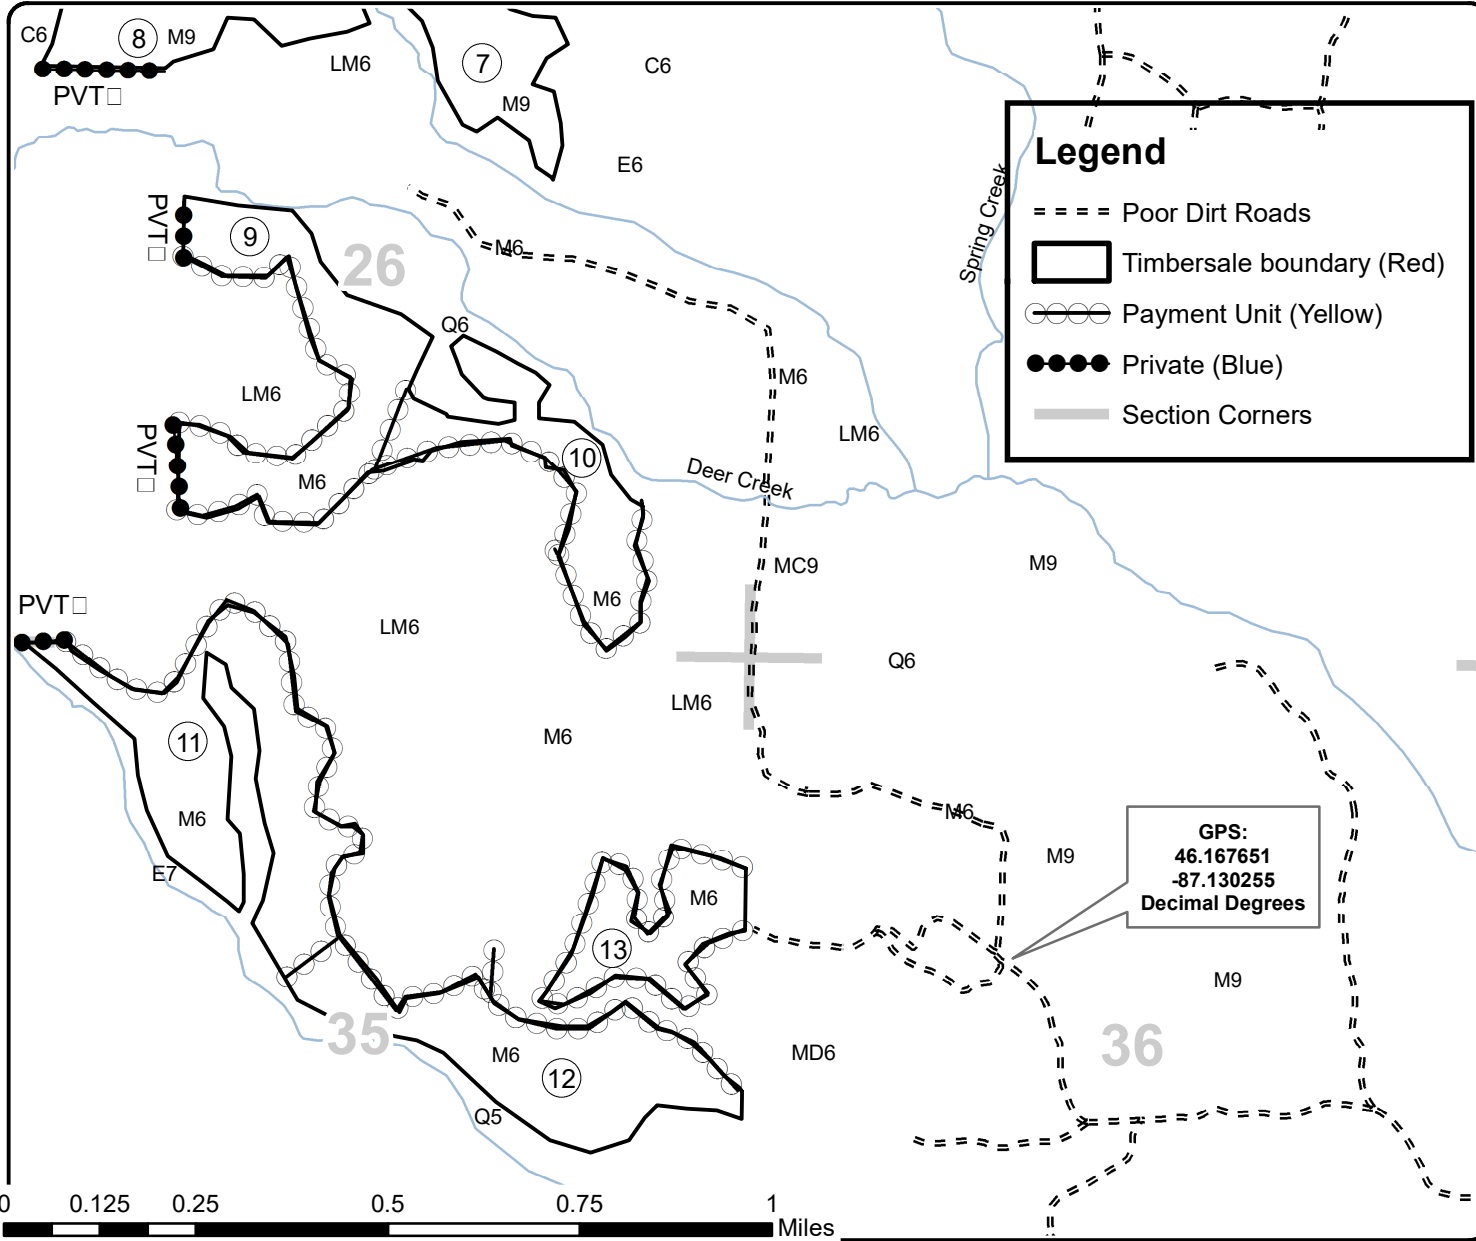 C6
8
M9
LM6
PVT
7
M9
C6
E6
Spring Creek
Legend
Poor Dirt Roads
Timbersale boundary (Red)
Payment Unit (Yellow)
Private (Blue)
Section Corners
PVT
9
26
M6
Q6
M6
LM6
LM6
PVT
M6
10
Deer Creek
MC9
M9
M6
PVT
LM6
Q6
LM6
11
M6
M6
M6
M9
E7
GPS:
46.167651
-87.130255
Decimal Degrees
M6
13
M9
35
M6
12
MD6
36
Q5
0 0.125 0.25 0.5 0.75 1
Miles